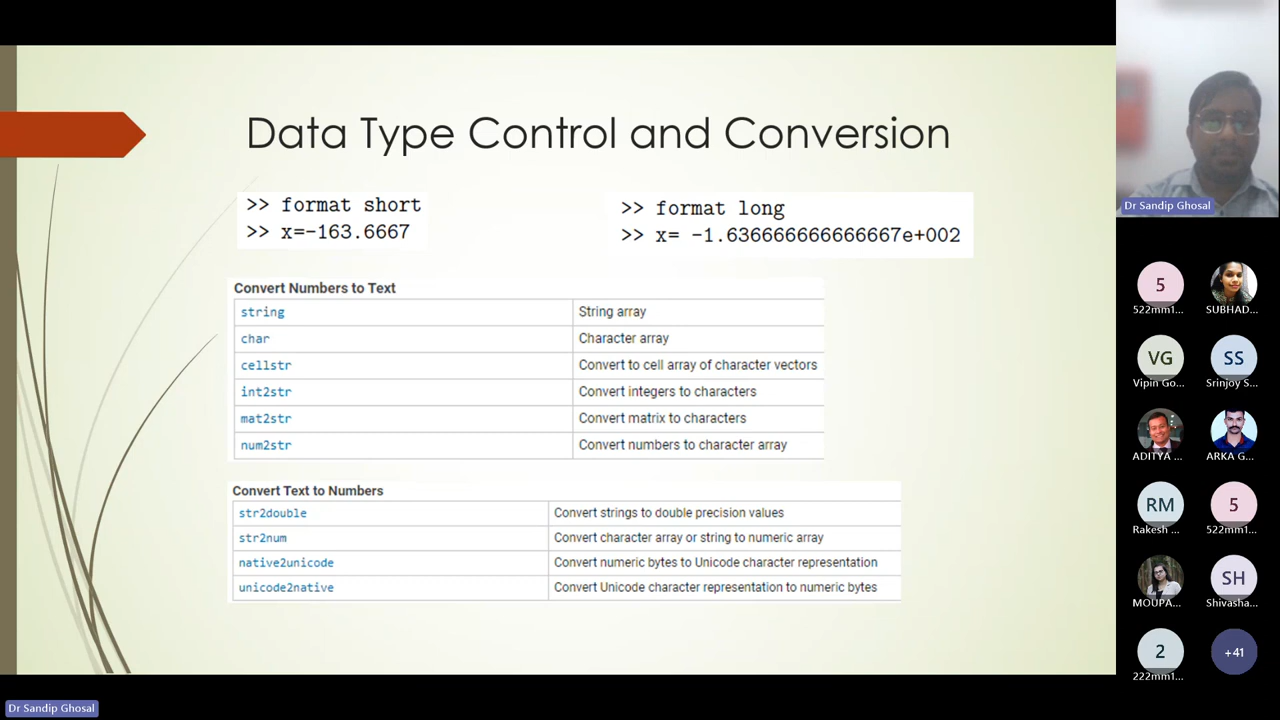 Data Type Control and Conversion
>> format short
>> x=-163.6667
>> format long
>> x= -1.636666666666667e+002
Convert Numbers to Text
string String array
char Character array
cellstr Convert to cell array of character vectors
int2str Convert integers to characters
mat2str Convert matrix to characters
num2str Convert numbers to character array
Convert Text to Numbers
str2double Convert strings to double precision values
str2num Convert character array or string to numeric array
native2unicode Convert numeric bytes to Unicode character representation
unicode2native Convert Unicode character representation to numeric bytes
Dr Sandip Ghosal
5
522mm1... SUBHAD...
VG SS
Vipin Go... Srinjoy S...
ADITYA ... ARKA G...
RM 5
Rakesh ... 522mm1...
SH
MOUPA... Shivasha...
2 +41
222mm1...
Dr Sandip Ghosal